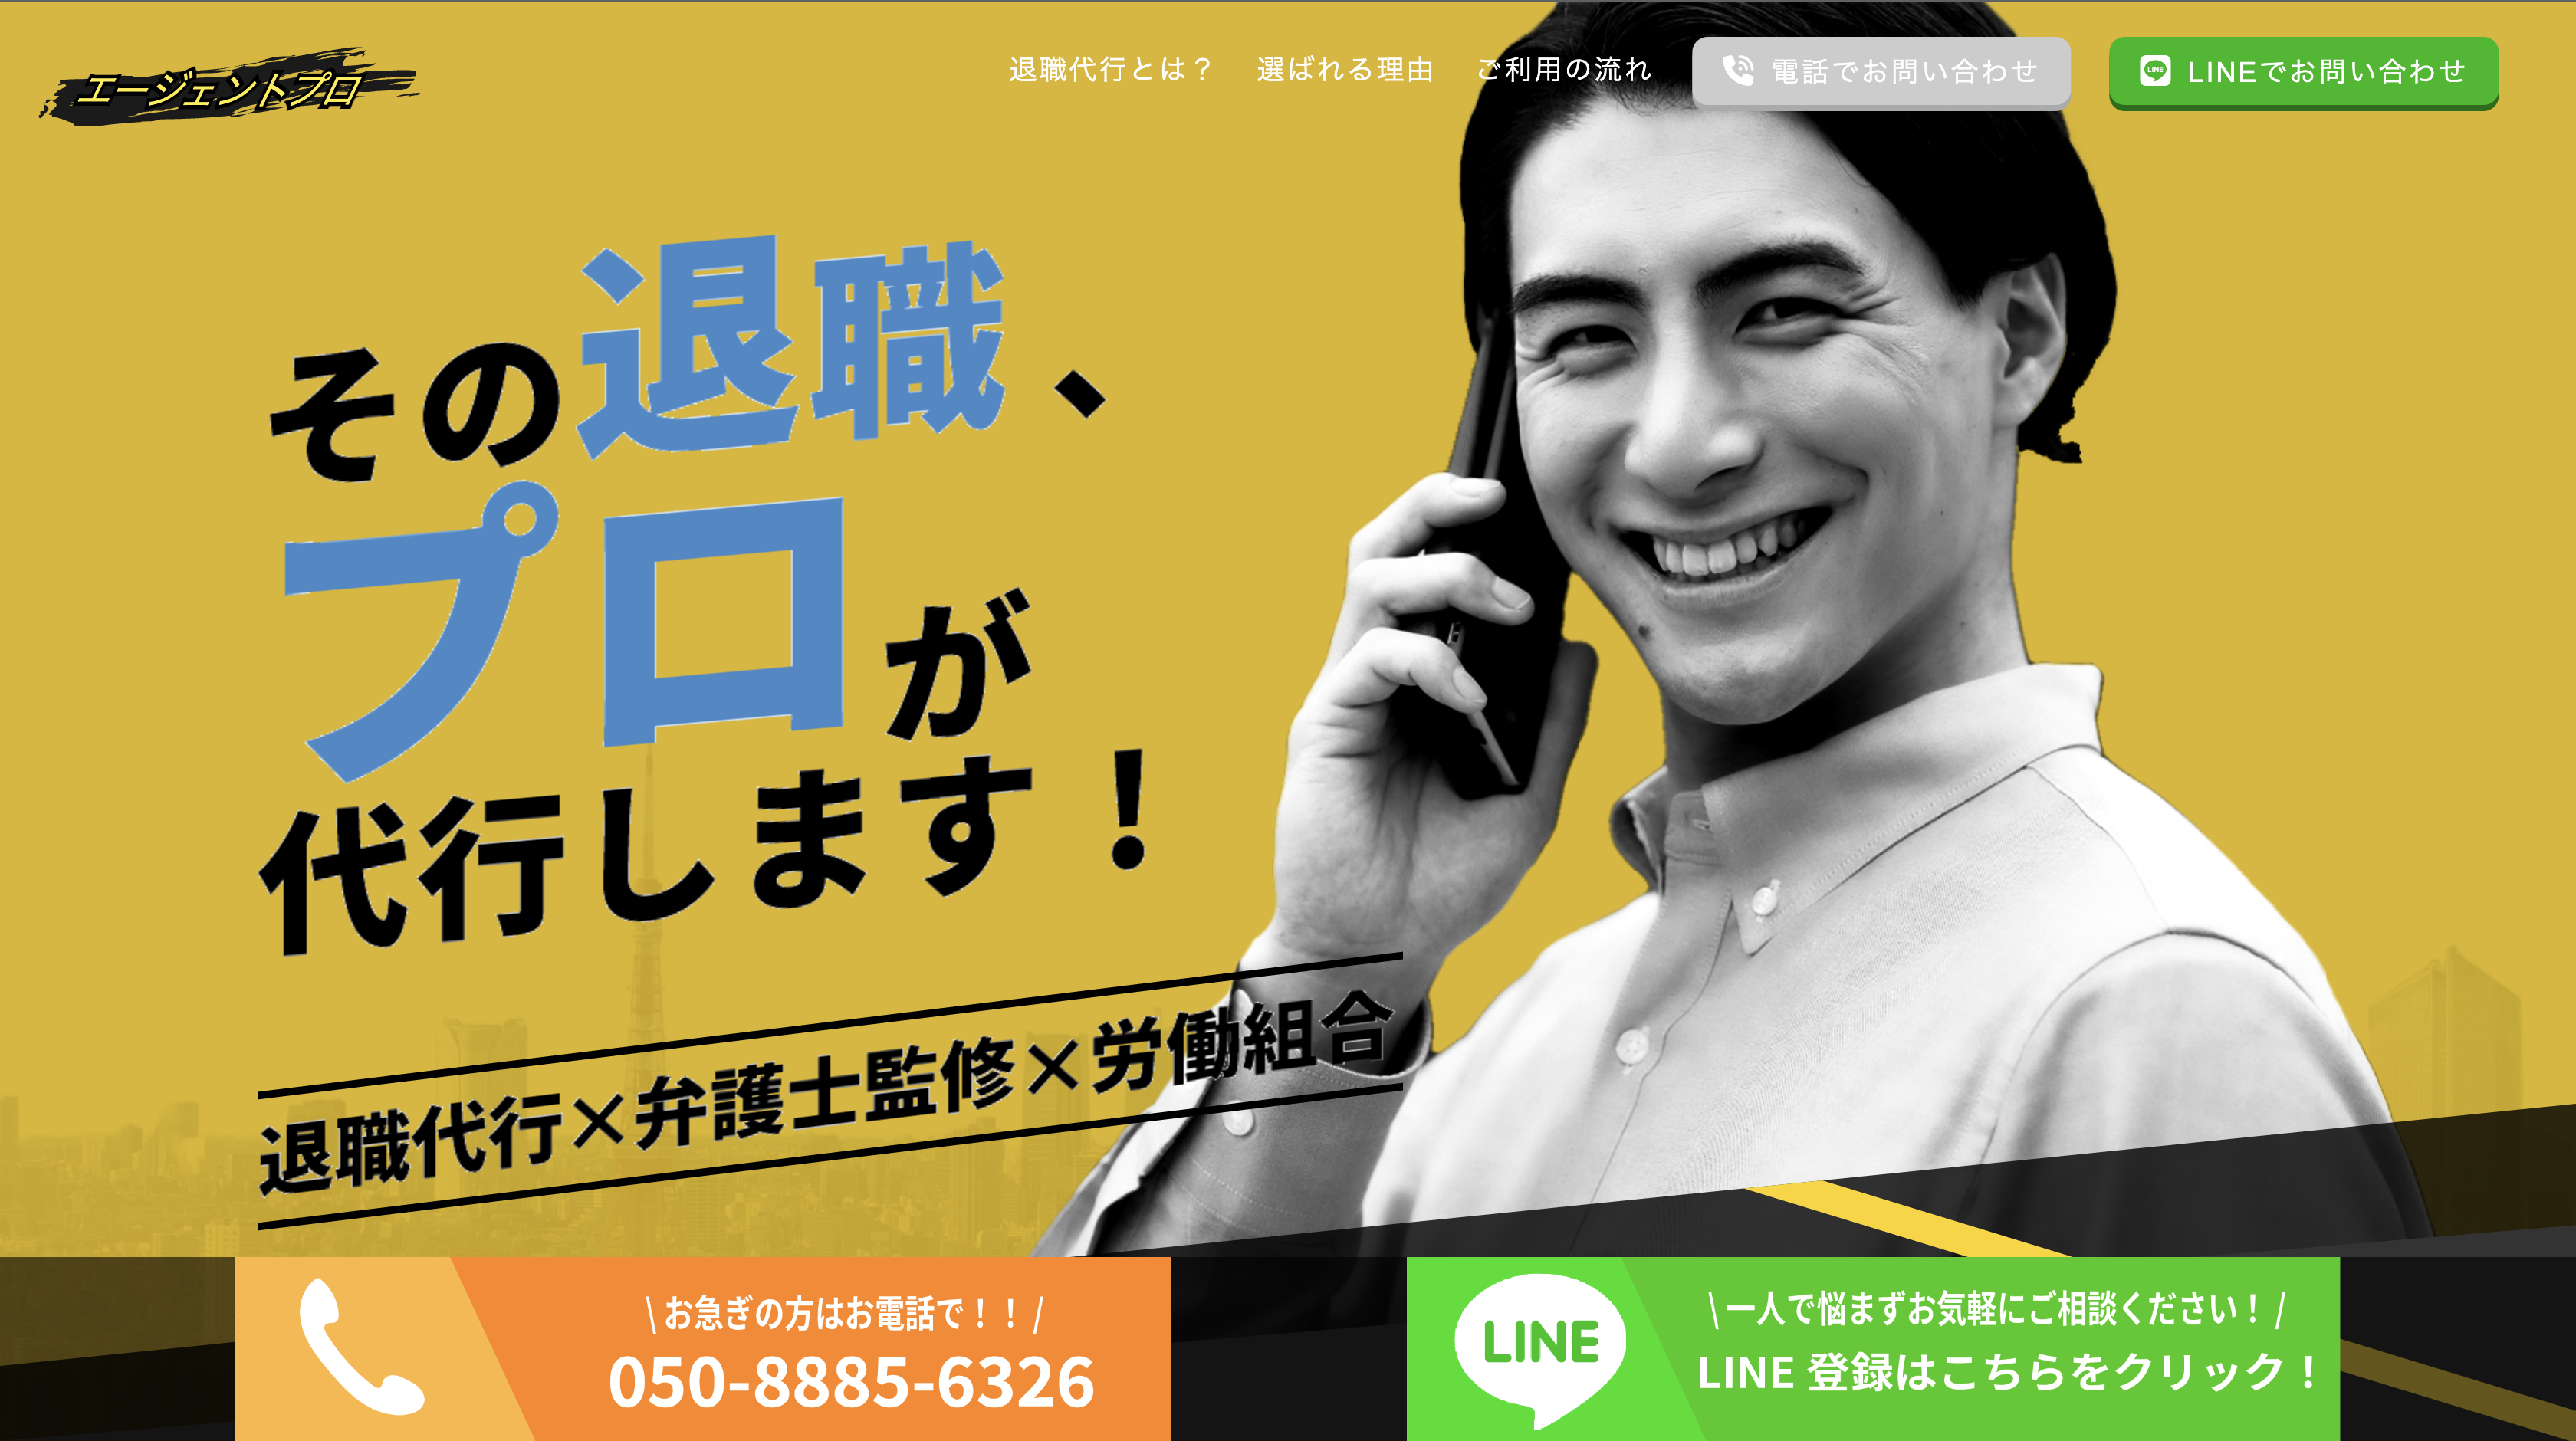 エージェントプロ
退職代行とは？
選ばれる理由
ご利用の流れ
電話でお問い合わせ
LINE
LINEでお問い合わせ
その退職、
プロが
代行します！
退職代行×弁護士監修×労働組合
\ お急ぎの方はお電話で！！ /
050-8885-6326
LINE
\ 一人で悩まずお気軽にご相談ください！ /
LINE 登録はこちらをクリック！